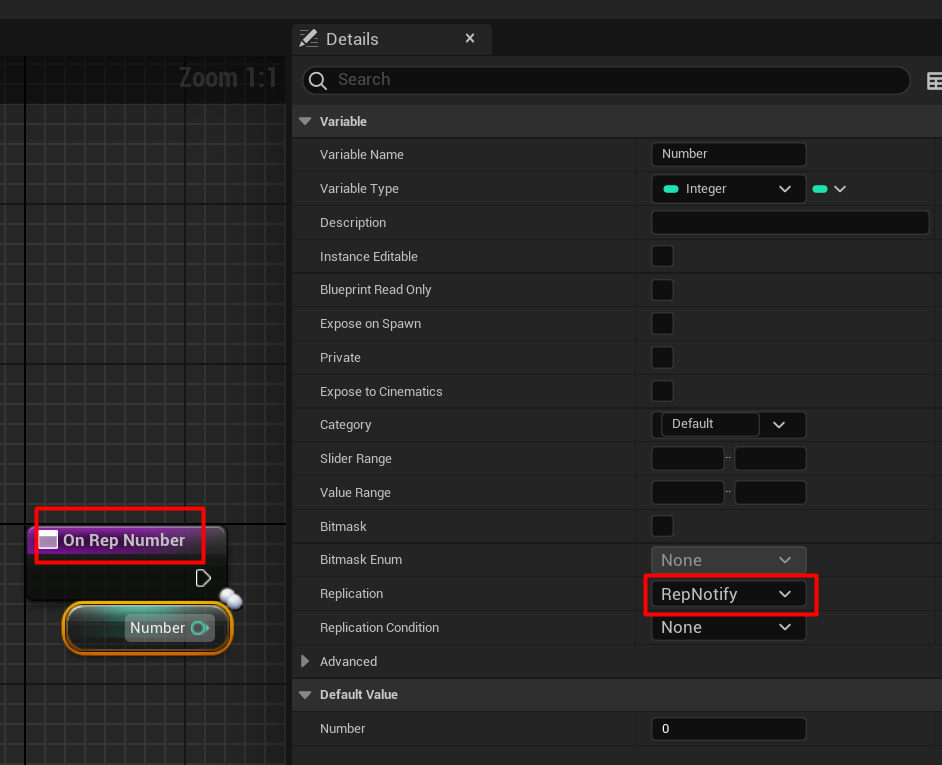 Details
Zoom 1:1
Search
Variable
Variable Name
Number
Variable Type
Integer
Description
Instance Editable
Blueprint Read Only
Expose on Spawn
Private
Expose to Cinematics
Category
Default
Slider Range
..
Value Range
..
Bitmask
On Rep Number
Bitmask Enum
None
Replication
RepNotify
Number
Replication Condition
None
Advanced
Default Value
Number
0